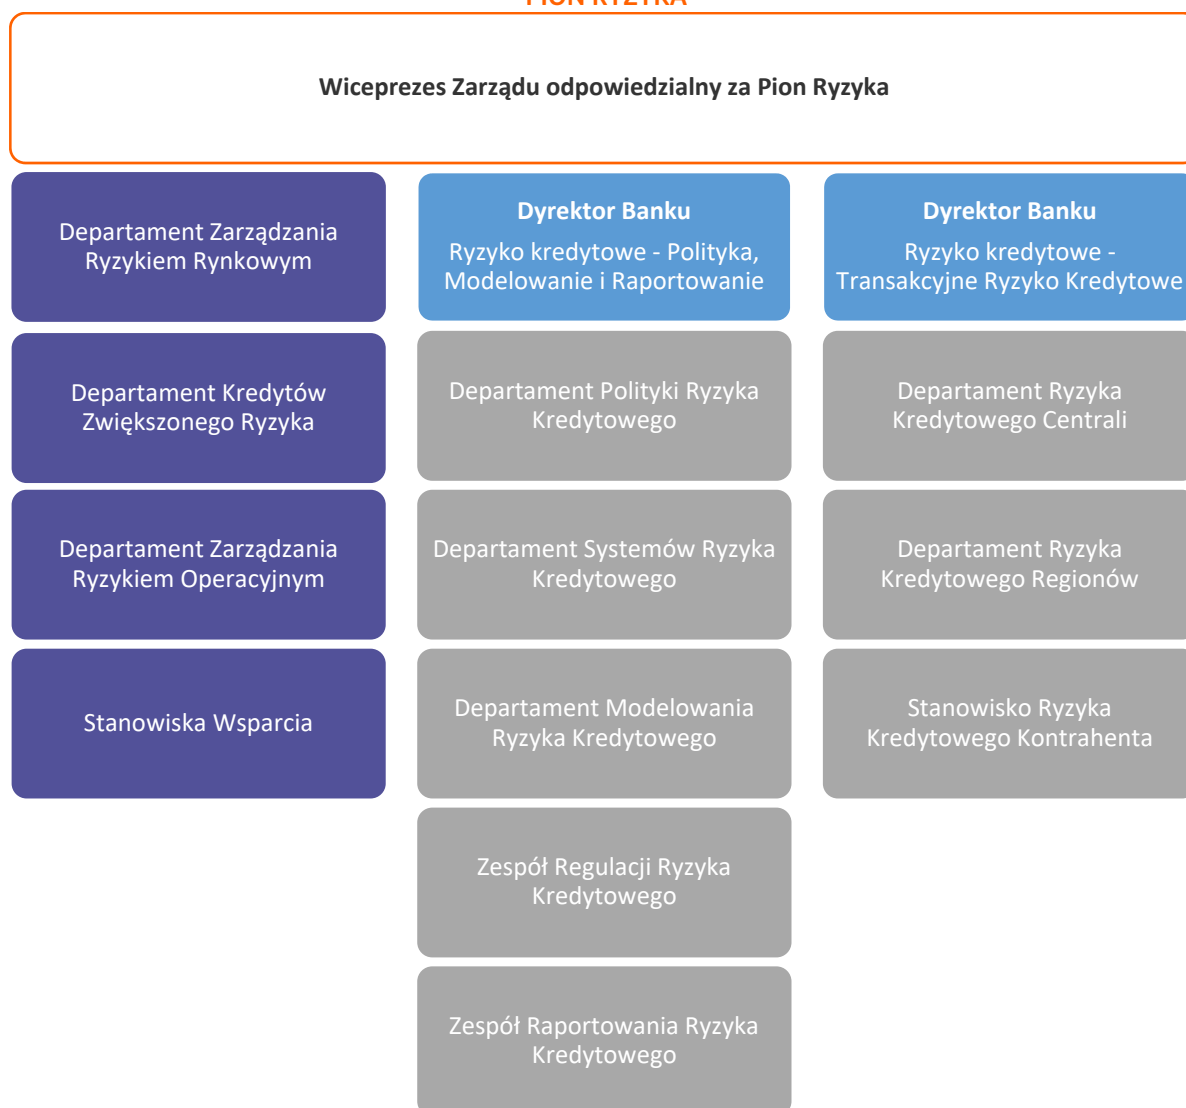 PION RYZYKA
Wiceprezes Zarządu odpowiedzialny za Pion Ryzyka
Departament Zarządzania
Ryzykiem Rynkowym
Departament Kredytów
Zwiększonego Ryzyka
Departament Zarządzania
Ryzykiem Operacyjnym
Stanowiska Wsparcia
Dyrektor Banku
Ryzyko kredytowe - Polityka,
Modelowanie i Raportowanie
Departament Polityki Ryzyka
Kredytowego
Departament Systemów Ryzyka
Kredytowego
Departament Modelowania
Ryzyka Kredytowego
Zespół Regulacji Ryzyka
Kredytowego
Zespół Raportowania Ryzyka
Kredytowego
Dyrektor Banku
Ryzyko kredytowe -
Transakcyjne Ryzyko Kredytowe
Departament Ryzyka
Kredytowego Centrali
Departament Ryzyka
Kredytowego Regionów
Stanowisko Ryzyka
Kredytowego Kontrahenta